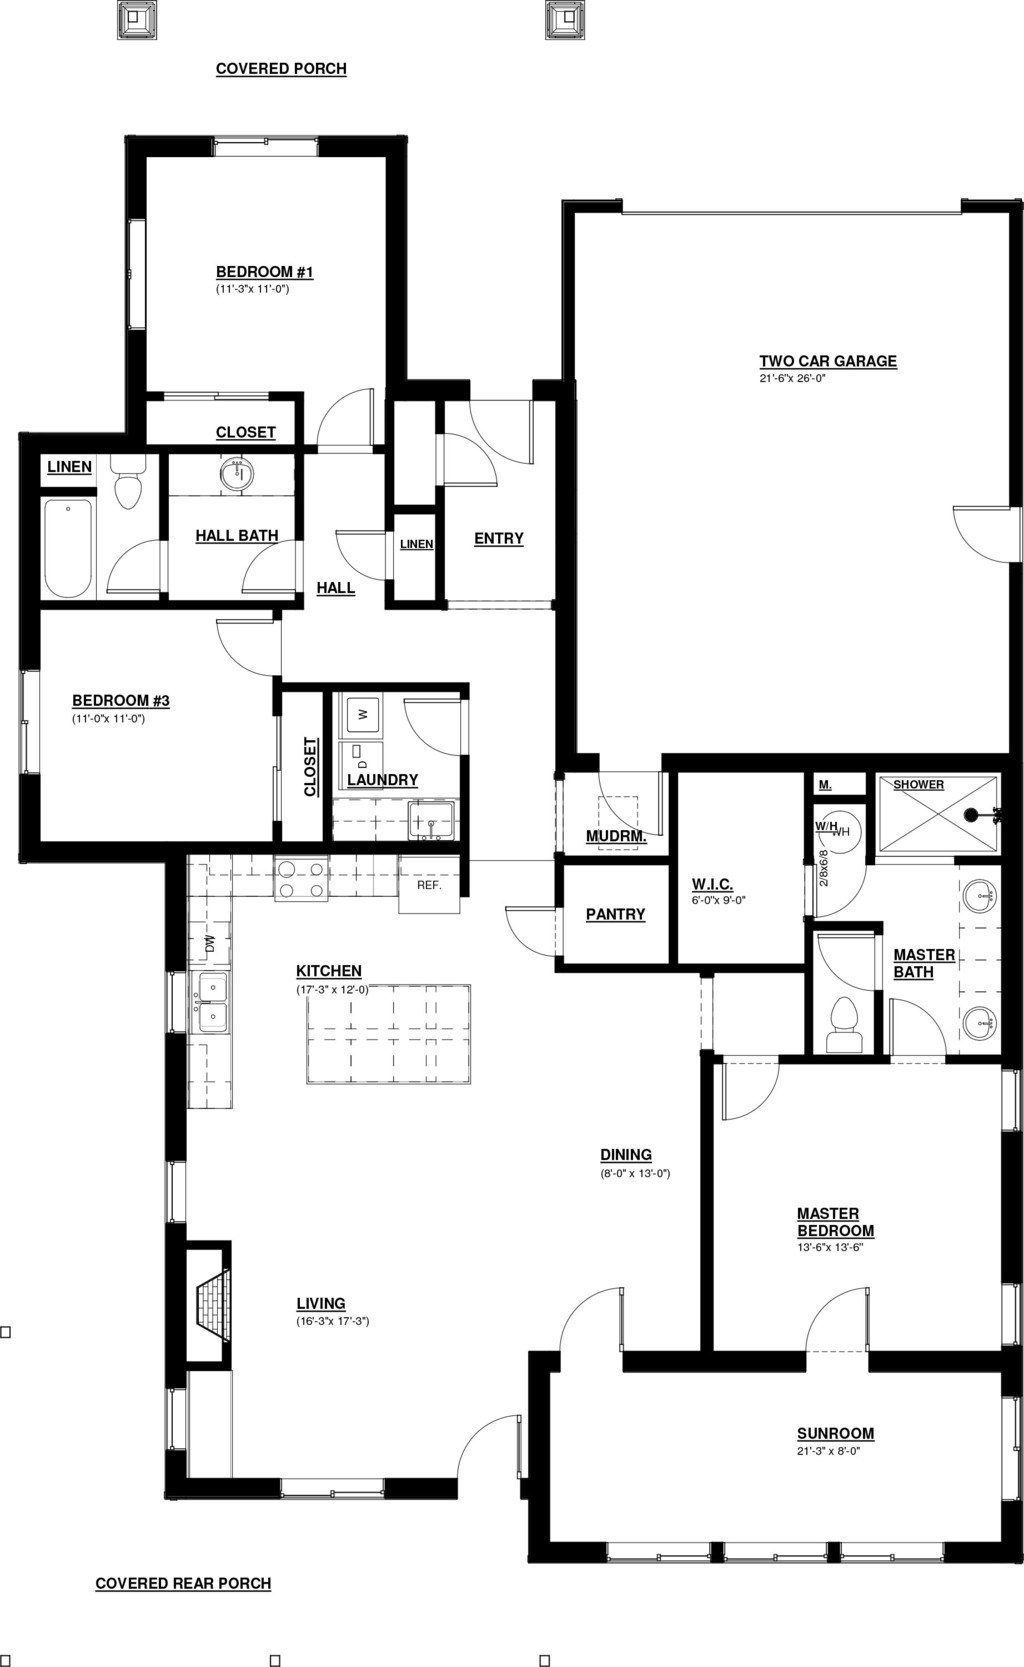 COVERED PORCH
BEDROOM #1
(11'-3"x 11'-0")
TWO CAR GARAGE
21'-6"x 26'-0"
CLOSET
LINEN
HALL BATH
ENTRY
LINEN
HALL
BEDROOM #3
(11'-0"x 11'-0")
W
D
CLOSET
LAUNDRY
M.
SHOWER
W/H
WH
MUDRM.
2/8x6/8
REF.
W.I.C.
6'-0"x 9'-0"
PANTRY
DW
MASTER
BATH
KITCHEN
(17'-3" x 12'-0)
DINING
(8'-0" x 13'-0")
MASTER
BEDROOM
13'-6"x 13'-6"
LIVING
(16'-3"x 17'-3")
SUNROOM
21'-3" x 8'-0"
COVERED REAR PORCH